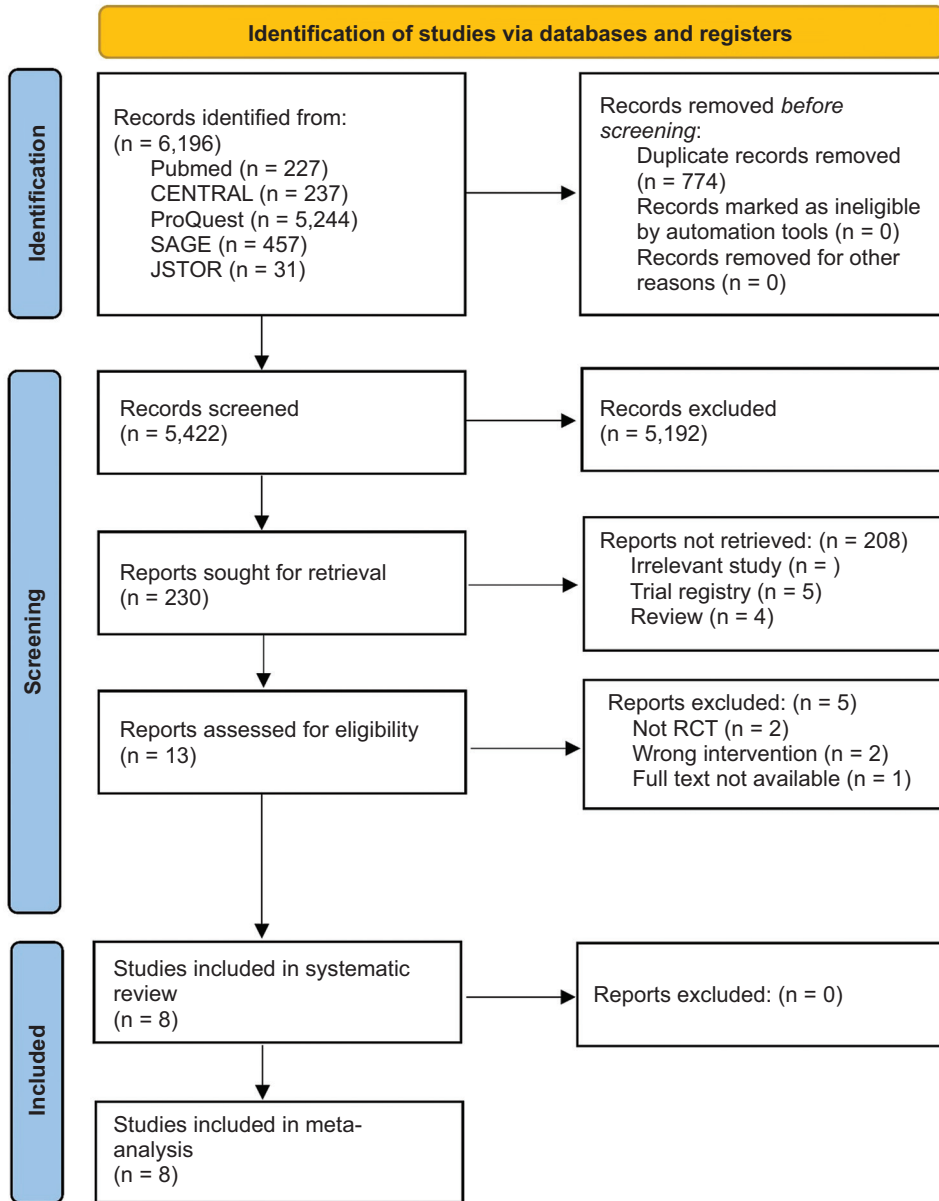 Identification of studies via databases and registers
Identification
Records identified from:
(n = 6,196)
Pubmed (n = 227)
CENTRAL (n = 237)
ProQuest (n = 5,244)
SAGE (n = 457)
JSTOR (n = 31)
Records removed before
screening:
Duplicate records removed
(n = 774)
Records marked as ineligible
by automation tools (n = 0)
Records removed for other
reasons (n = 0)
Screening
Records screened
(n = 5,422)
Records excluded
(n = 5,192)
Reports sought for retrieval
(n = 230)
Reports not retrieved: (n = 208)
Irrelevant study (n = )
Trial registry (n = 5)
Review (n = 4)
Reports assessed for eligibility
(n = 13)
Reports excluded: (n = 5)
Not RCT (n = 2)
Wrong intervention (n = 2)
Full text not available (n = 1)
Included
Studies included in systematic
review
(n = 8)
Reports excluded: (n = 0)
Studies included in meta-
analysis
(n = 8)